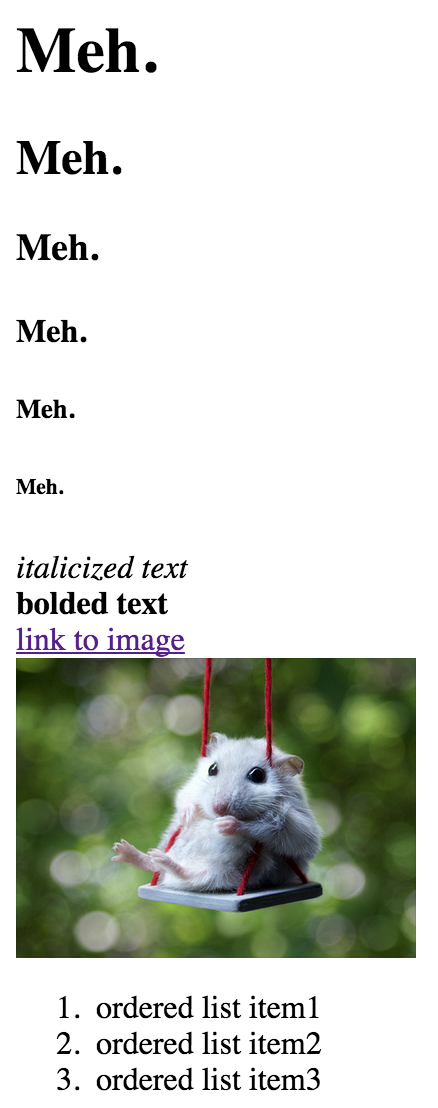 Meh.
Meh.
Meh.
Meh.
Meh.
Meh.
italicized text
bolded text
link to image
1. ordered list item1
2. ordered list item2
3. ordered list item3